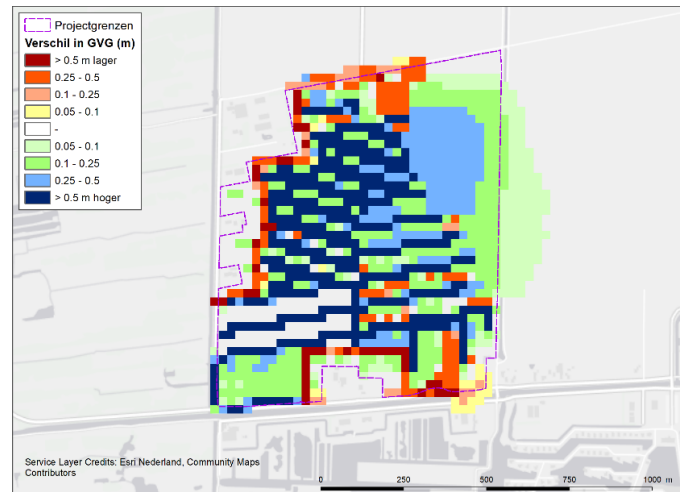 Projectgrenzen
Verschil in GVG (m)
> 0.5 m lager
0.25 - 0.5
0.1 - 0.25
0.05 - 0.1
-
0.05 - 0.1
0.1 - 0.25
0.25 - 0.5
> 0.5 m hoger
Service Layer Credits: Esri Nederland, Community Maps
Contributors
0 250 500 750 1000 m